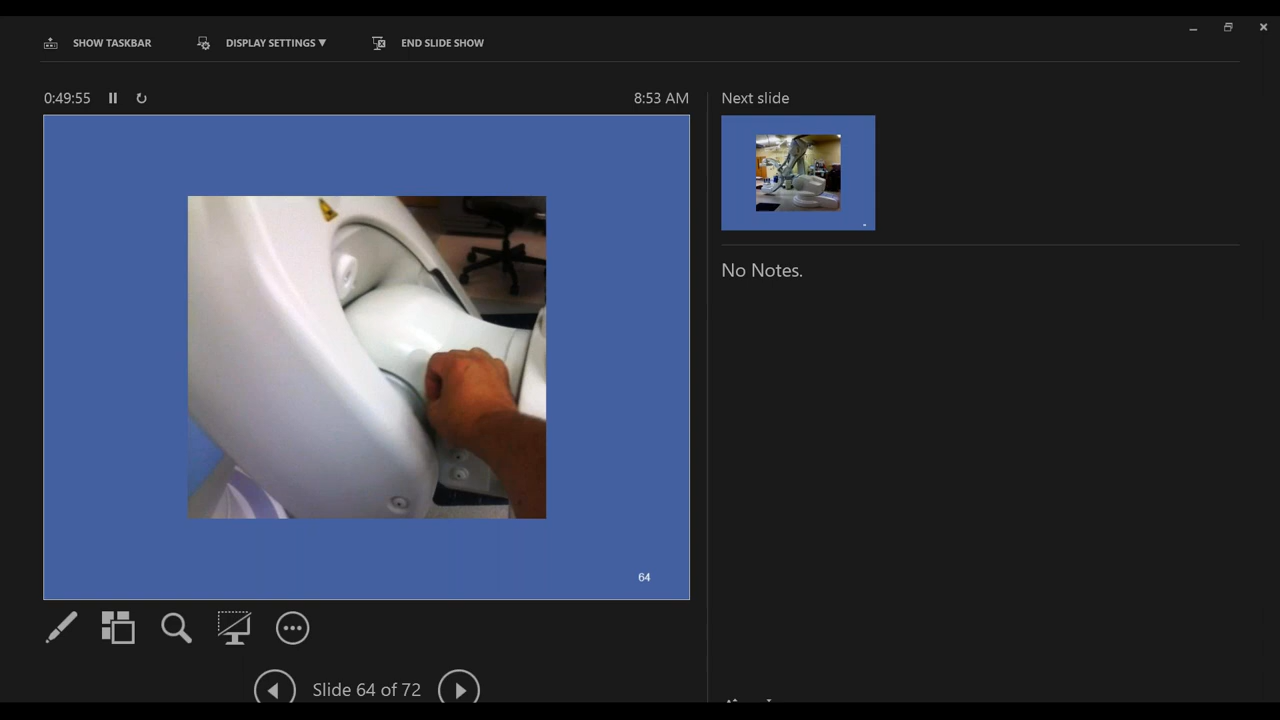 SHOW TASKBAR
DISPLAY SETTINGS ▼
END SLIDE SHOW
0:49:55
8:53 AM
Next slide
No Notes.
64
Slide 64 of 72